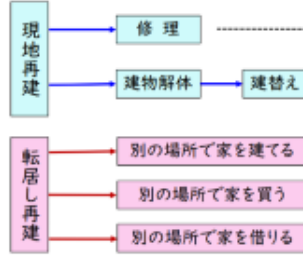 現地再建
修理
建物解体
建替え
転居し再建
別の場所で家を建てる
別の場所で家を買う
別の場所で家を借りる